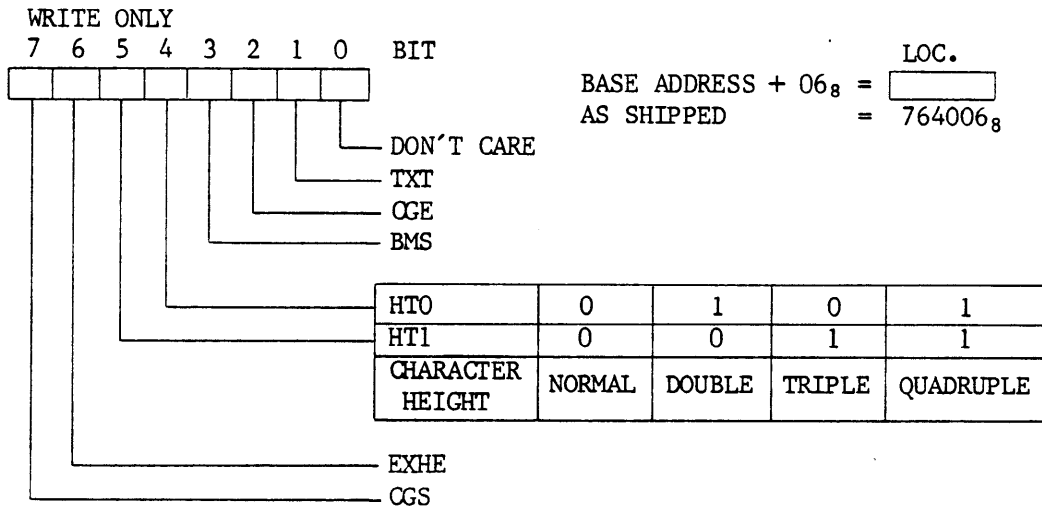 WRITE ONLY
7 6 5 4 3 2 1 0 BIT
LOC.
BASE ADDRESS + 06₈ =
AS SHIPPED = 764006₈
DON'T CARE
TXT
CGE
BMS
HT0 0 1 0 1
HT1 0 0 1 1
CHARACTER HEIGHT NORMAL DOUBLE TRIPLE QUADRUPLE
EXHE
CGS